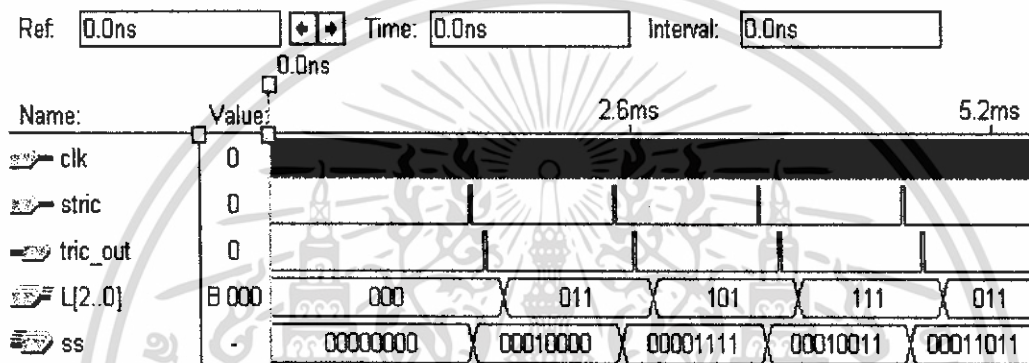 Ref: 0.0ns Time: 0.0ns Interval: 0.0ns
0.0ns
Name: Value: 2.6ms 5.2ms
clk 0
stric 0
tric_out 0
L[2..0] B 000 000 011 101 111 011
ss - 00000000 00010000 00001111 00010011 00011011